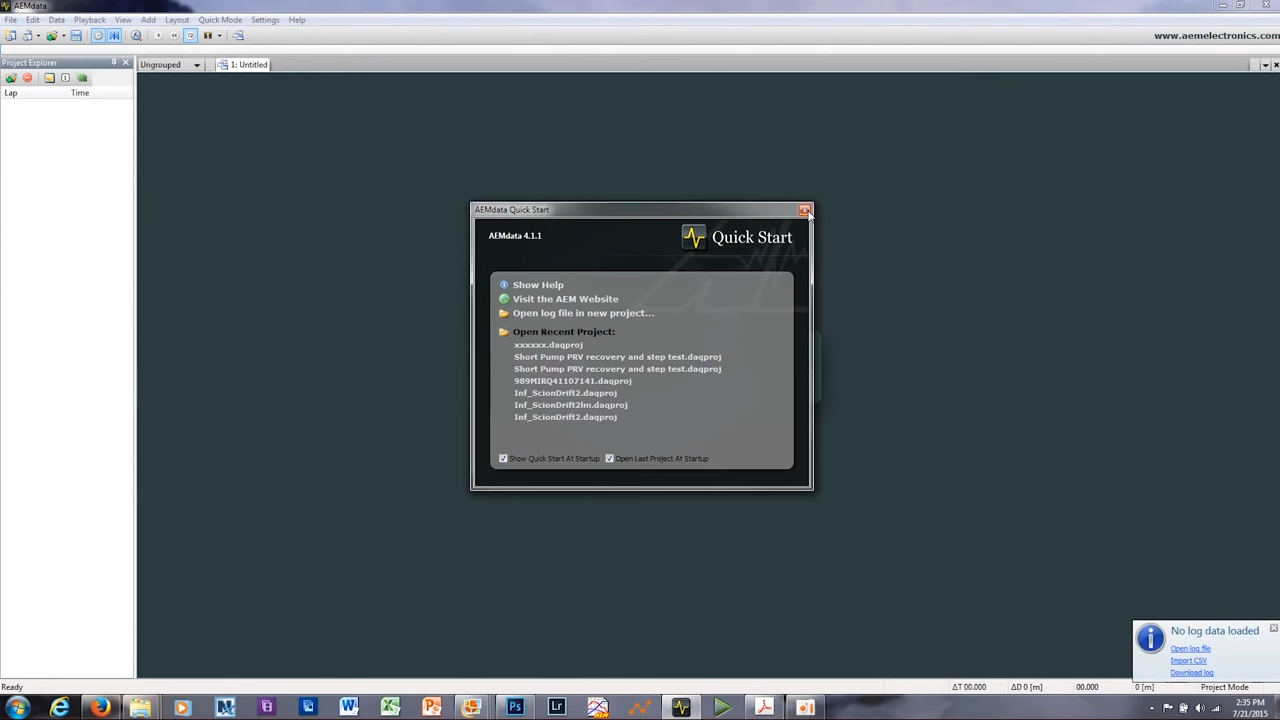 AEMdata
File Edit Data Playback View Add Layout Quick Mode Settings Help
www.aemelectronics.com
Project Explorer
Ungrouped 1: Untitled
Lap Time
AEMdata Quick Start
AEMdata 4.1.1 Quick Start
Show Help
Visit the AEM Website
Open log file in new project...
Open Recent Project:
xxxxxx.daqproj
Short Pump PRV recovery and step test.daqproj
Short Pump PRV recovery and step test.daqproj
989MIRQ41107141.daqproj
Inf_ScionDrift2.daqproj
Inf_ScionDrift2lm.daqproj
Inf_ScionDrift2.daqproj
Show Quick Start At Startup Open Last Project At Startup
No log data loaded
Open log file
Import CSV
Download log
Ready ΔT 00.000 ΔD 0 [m] 00.000 0 [m] Project Mode
Ps Lr NEW
2:35 PM
7/21/2015